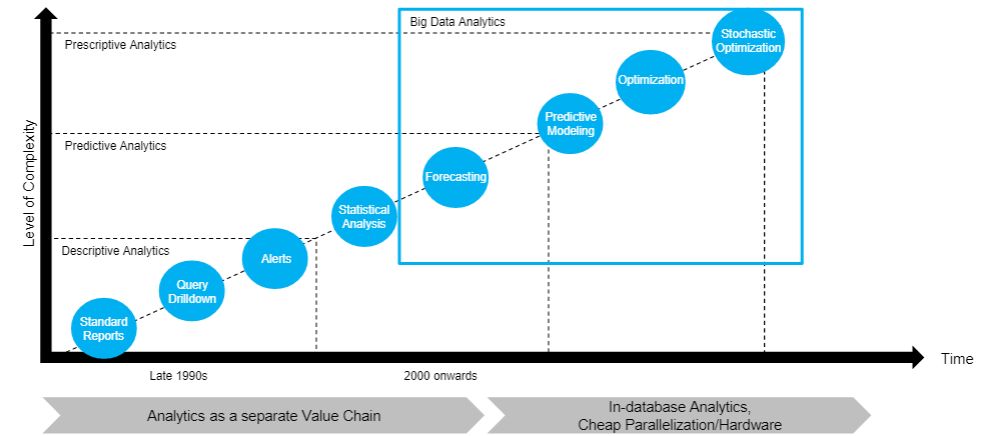 Big Data Analytics
Stochastic
Optimization
Prescriptive Analytics
Optimization
Predictive
Modeling
Predictive Analytics
Forecasting
Statistical
Analysis
Descriptive Analytics
Alerts
Query
Drilldown
Standard
Reports
Level of Complexity
Time
Late 1990s
2000 onwards
Analytics as a separate Value Chain
In-database Analytics,
Cheap Parallelization/Hardware